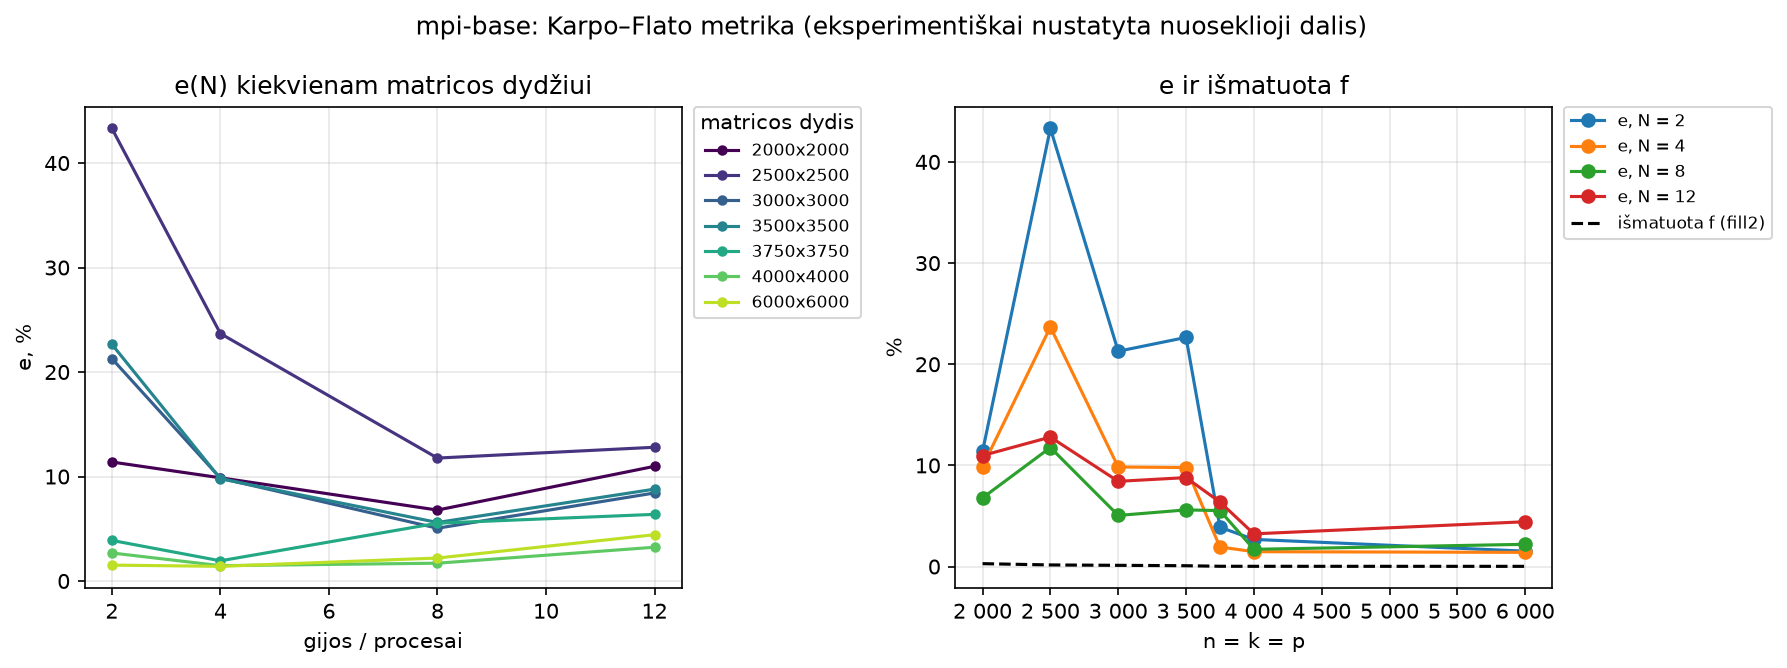 mpi-base: Karpo–Flato metrika (eksperimentiškai nustatyta nuoseklioji dalis)
e(N) kiekvienam matricos dydžiui
e, %
40
30
20
10
0
2
4
6
8
10
12
gijos / procesai
matricos dydis
2000x2000
2500x2500
3000x3000
3500x3500
3750x3750
4000x4000
6000x6000
e ir išmatuota f
%
40
30
20
10
0
2 000
2 500
3 000
3 500
4 000
4 500
5 000
5 500
6 000
n = k = p
e, N = 2
e, N = 4
e, N = 8
e, N = 12
išmatuota f (fill2)